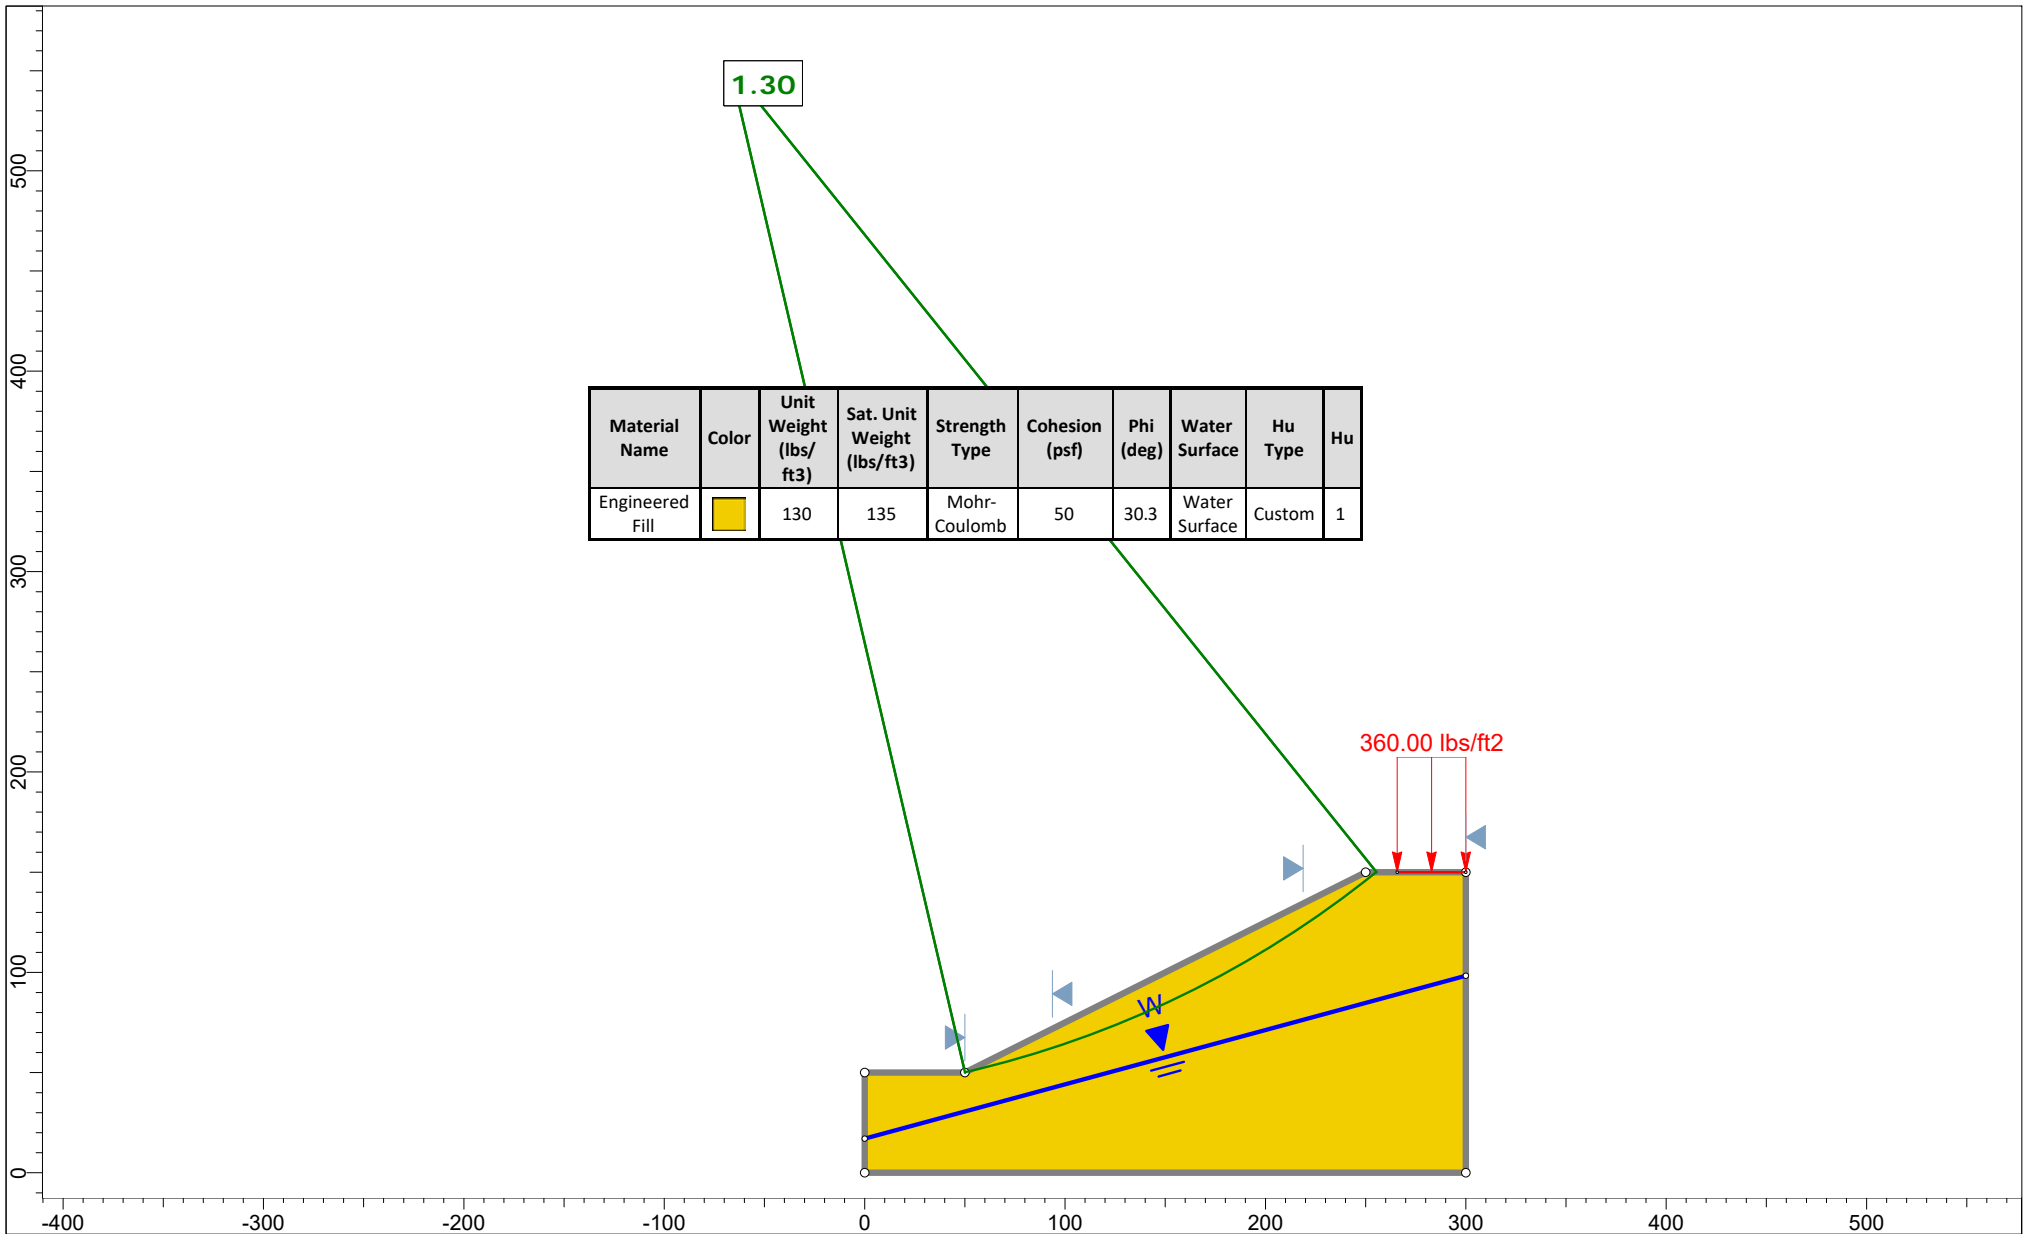 1.30
500
400
300
200
100
0
Material Name
Color
Unit Weight (lbs/ft3)
Sat. Unit Weight (lbs/ft3)
Strength Type
Cohesion (psf)
Phi (deg)
Water Surface
Hu Type
Hu
Engineered Fill
130
135
Mohr-Coulomb
50
30.3
Water Surface
Custom
1
360.00 lbs/ft2
W
-400
-300
-200
-100
0
100
200
300
400
500